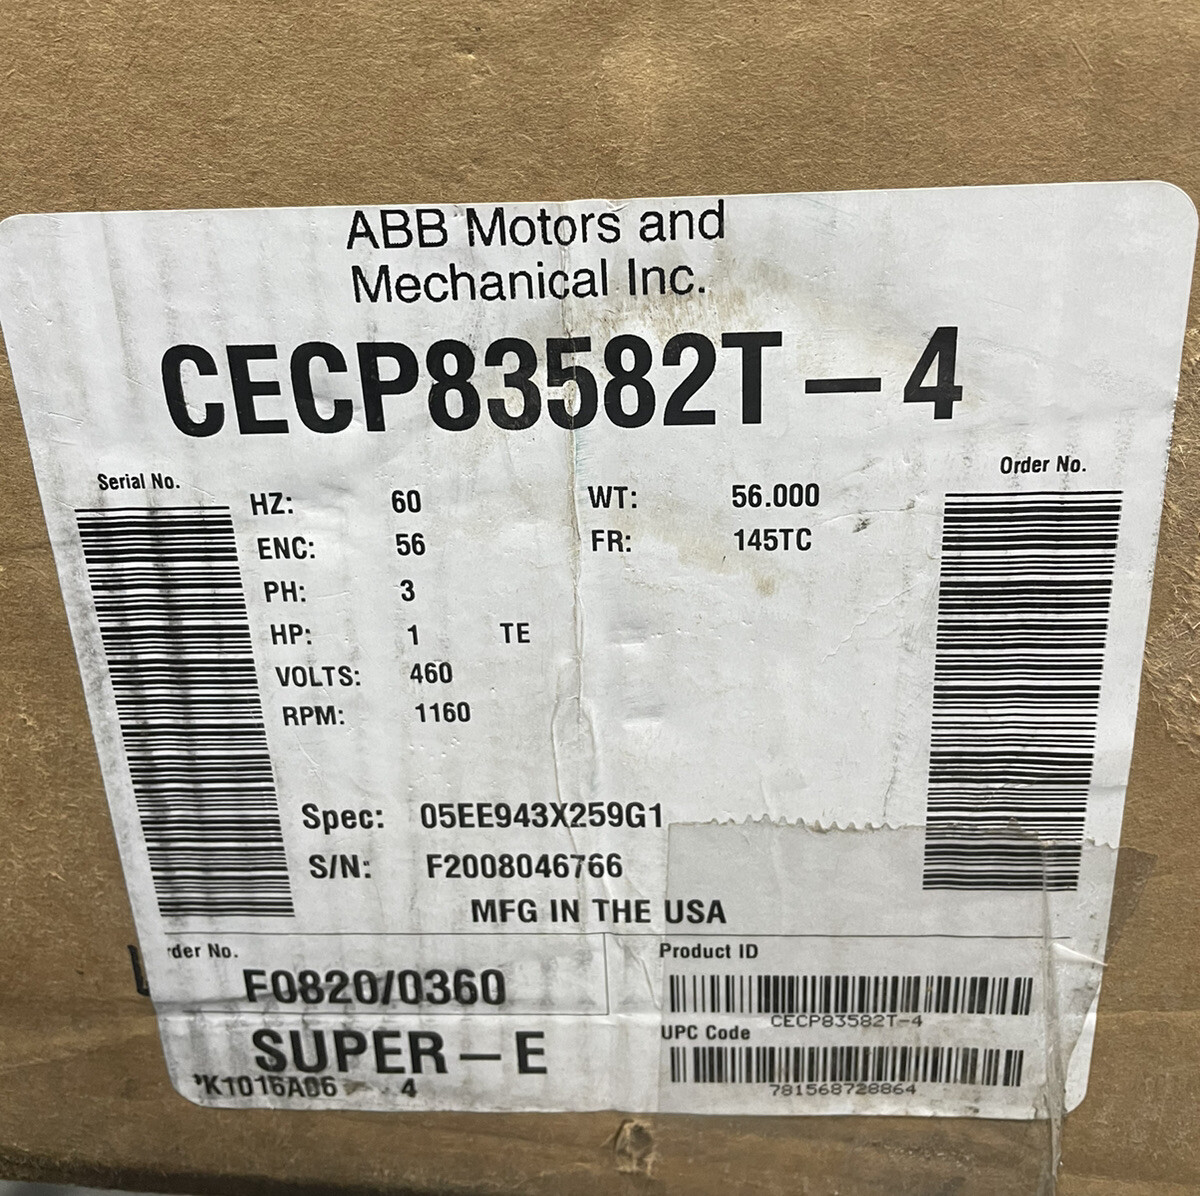 ABB Motors and
Mechanical Inc.
CECP83582T-4
Serial No.
Order No.
HZ: 60 WT: 56.000
ENC: 56 FR: 145TC
PH: 3
HP: 1 TE
VOLTS: 460
RPM: 1160
Spec: 05EE943X259G1
S/N: F2008046766
MFG IN THE USA
rder No.
F0820/0360
Product ID
CECP83582T-4
SUPER-E
UPC Code
781568728864
*K1016A06 4